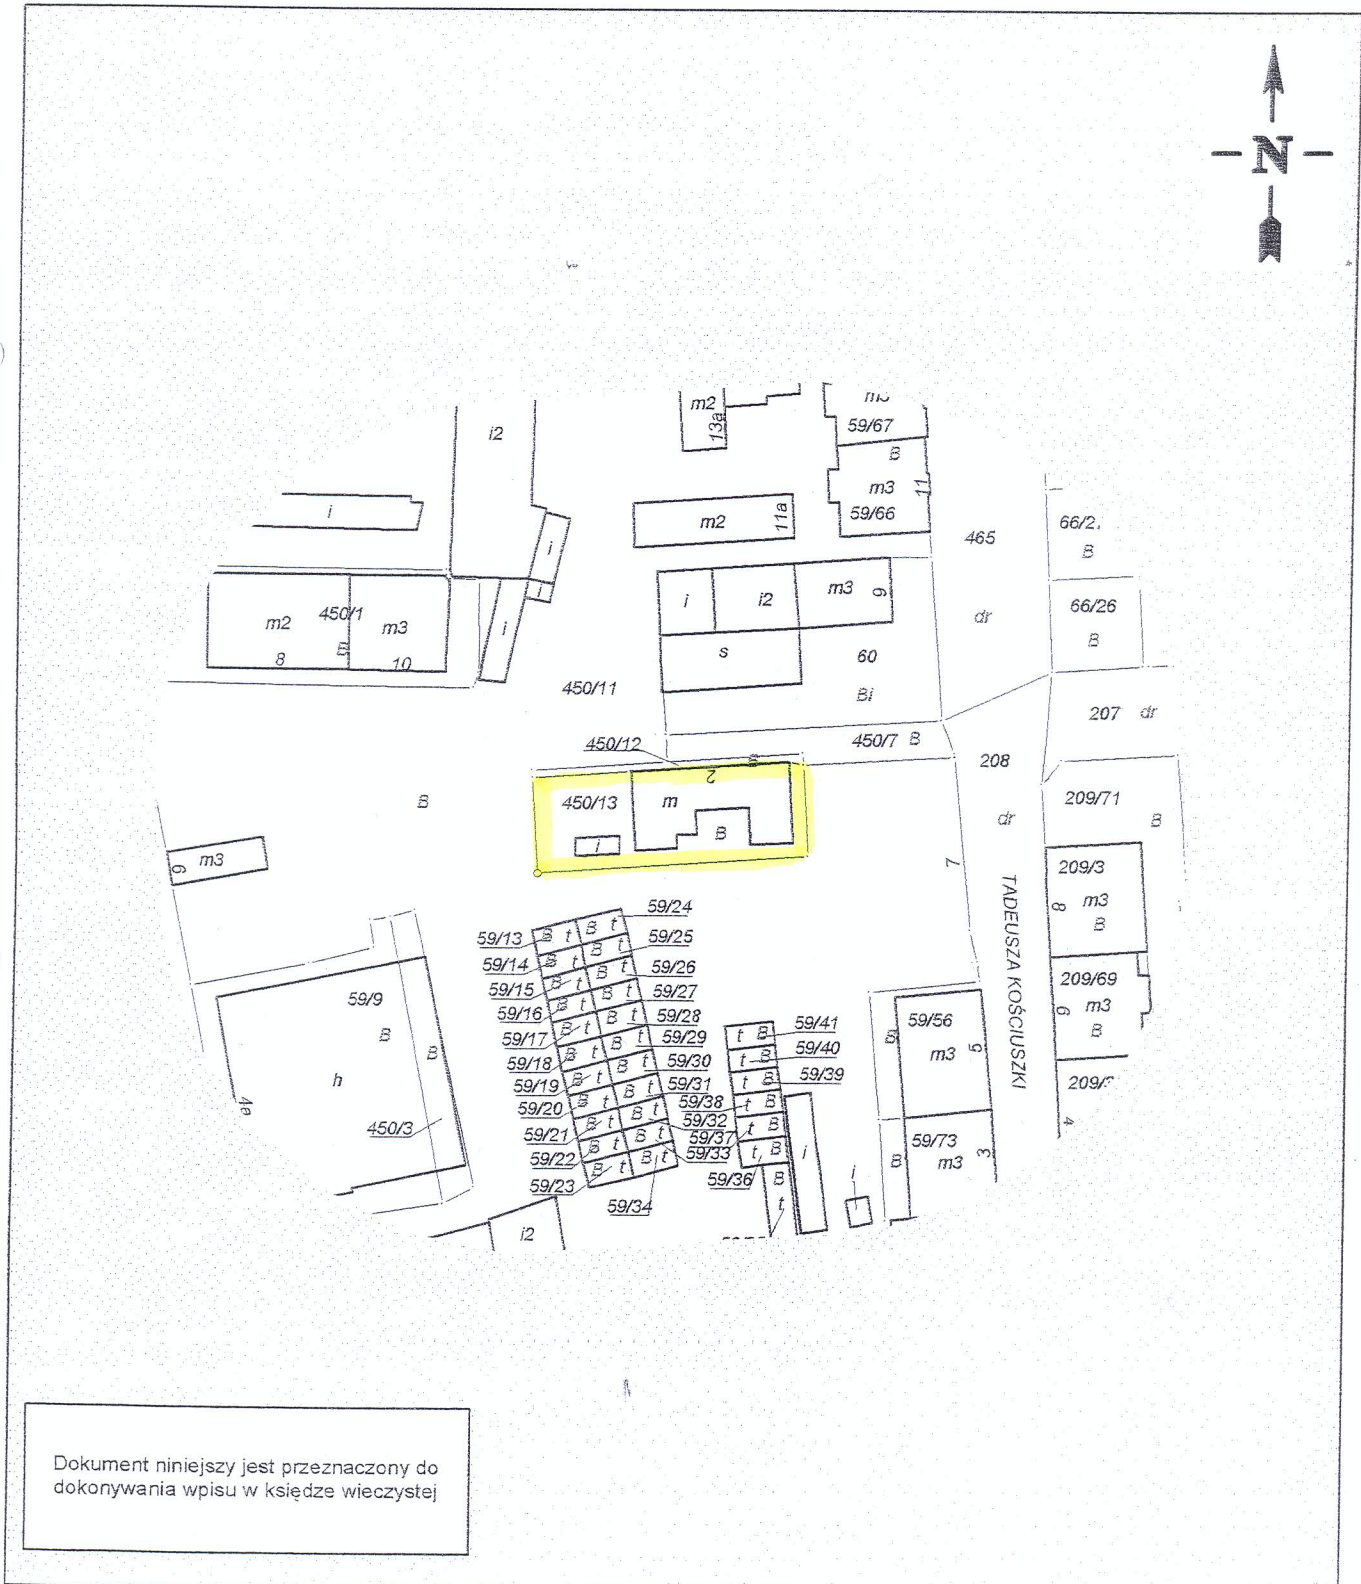 N
m2
13a
59/67
B
m3
11
59/66
i2
i
m2
11a
465
66/2
B
i
i
i
i2
m3
9
dr
66/26
B
450/1
m2
m3
B
8
10
i
s
60
450/11
Bi
207 dr
450/12
450/7 B
208
B
2
450/13
m
B
i
B
dr
209/71
B
m3
9
7
TADEUSZA KOŚCIUSZKI
209/3
m3
8
B
59/24
59/13
B t
B t
59/25
59/14
B t
B t
59/26
59/15
B t
B t
59/27
59/16
B t
B t
59/28
59/17
B t
B t
59/29
59/18
B t
B t
59/30
59/19
B t
B t
59/31
59/20
B t
B t
59/32
59/21
B t
B t
59/33
59/22
B t
B t
59/23
B t
B t
59/34
59/9
B
B
h
4a
450/3
t B
59/41
t B
59/40
t B
59/39
59/38
t B
59/37
t B
59/36
t B
B
t
i
i
B
59/56
m3
5
B
59/73
m3
3
209/69
m3
6
B
209/
4
i2
Dokument niniejszy jest przeznaczony do
dokonywania wpisu w księdze wieczystej